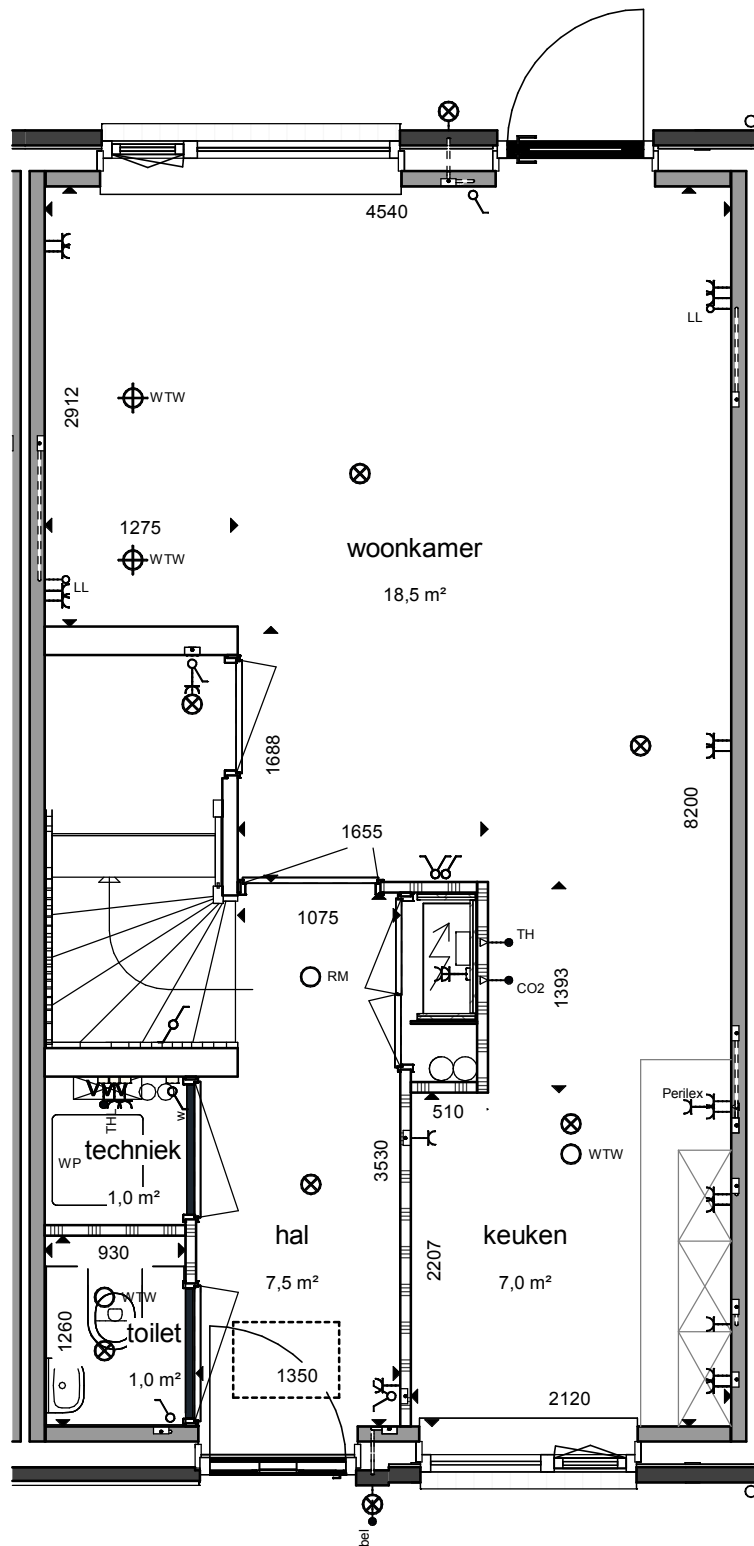 4540
LL
2912
WTW
1275
WTW
woonkamer
18,5 m²
LL
1688
8200
1655
1075
TH
RM
CO2
1393
Perilex
510
THL
w
techniek
WP
1,0 m²
3530
WTW
930
hal
keuken
2207
7,5 m²
7,0 m²
WTW
1260
toilet
1,0 m²
1350
2120
bel